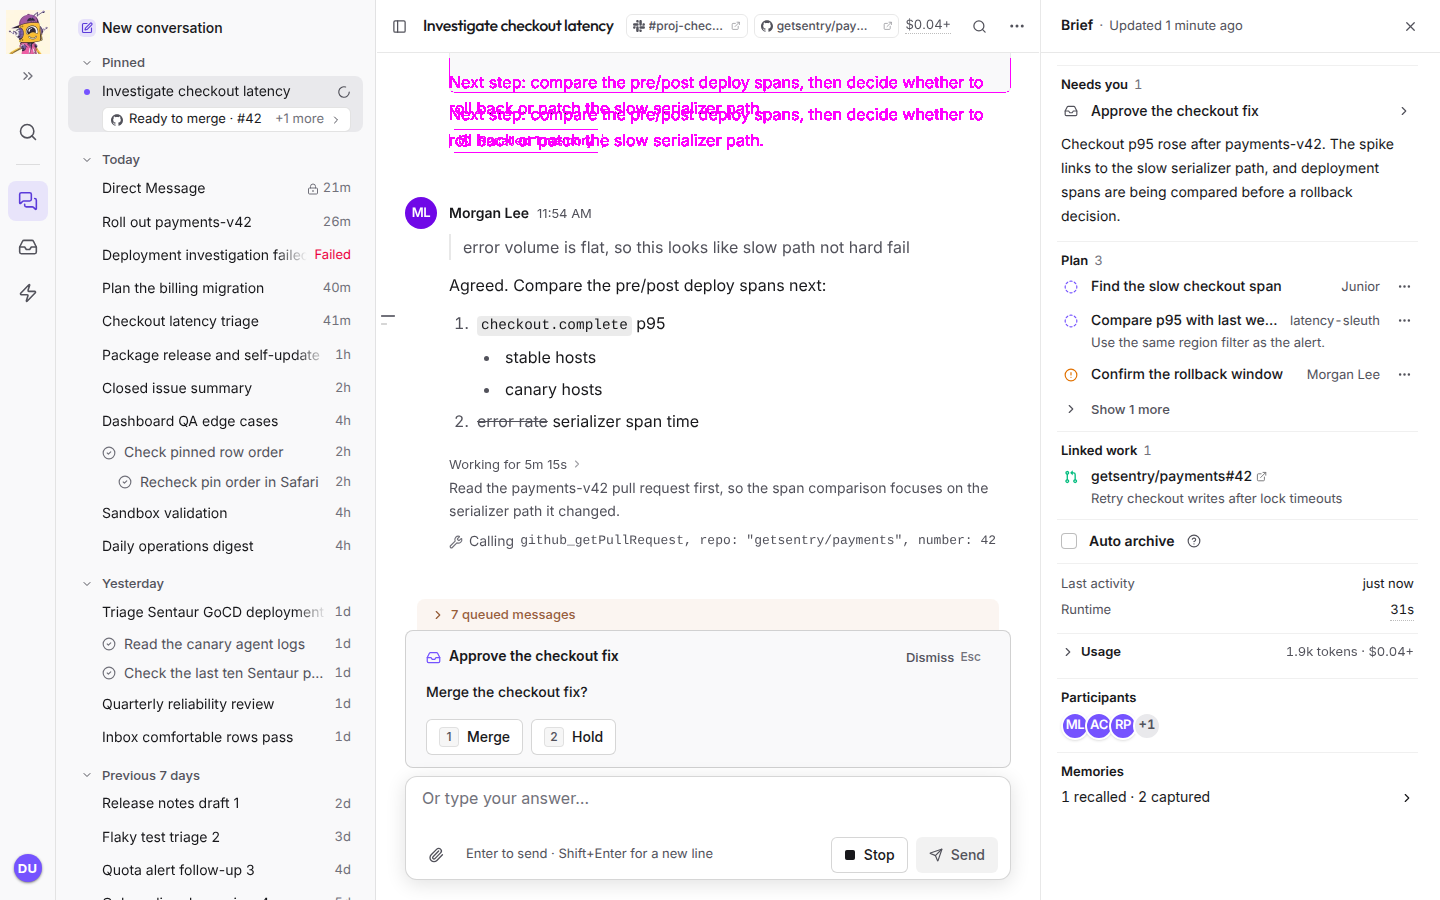 New conversation
Pinned
Investigate checkout latency
Ready to merge · #42 +1 more
Today
Direct Message 21m
Roll out payments-v42 26m
Deployment investigation failed Failed
Plan the billing migration 40m
Checkout latency triage 41m
Package release and self-update 1h
Closed issue summary 2h
Dashboard QA edge cases 4h
Check pinned row order 2h
Recheck pin order in Safari 2h
Sandbox validation 4h
Daily operations digest 4h
Yesterday
Triage Sentaur GoCD deployment 1d
Read the canary agent logs 1d
Check the last ten Sentaur p... 1d
Quarterly reliability review 1d
Inbox comfortable rows pass 1d
Previous 7 days
Release notes draft 1 2d
Flaky test triage 2 3d
Quota alert follow-up 3 4d
DU
Investigate checkout latency #proj-chec... getsentry/pay... $0.04+
Next step: compare the pre/post deploy spans, then decide whether to
roll back or patch the slow serializer path.
Next step: compare the pre/post deploy spans, then decide whether to
roll back or patch the slow serializer path.
ML Morgan Lee 11:54 AM
error volume is flat, so this looks like slow path not hard fail
Agreed. Compare the pre/post deploy spans next:
1. checkout.complete p95
• stable hosts
• canary hosts
2. error rate serializer span time
Working for 5m 15s
Read the payments-v42 pull request first, so the span comparison focuses on the
serializer path it changed.
Calling github_getPullRequest, repo: "getsentry/payments", number: 42
7 queued messages
Approve the checkout fix Dismiss Esc
Merge the checkout fix?
1 Merge 2 Hold
Or type your answer...
Enter to send · Shift+Enter for a new line Stop Send
Brief · Updated 1 minute ago
Needs you 1
Approve the checkout fix
Checkout p95 rose after payments-v42. The spike
links to the slow serializer path, and deployment
spans are being compared before a rollback
decision.
Plan 3
Find the slow checkout span Junior
Compare p95 with last we... latency-sleuth
Use the same region filter as the alert.
Confirm the rollback window Morgan Lee
Show 1 more
Linked work 1
getsentry/payments#42
Retry checkout writes after lock timeouts
Auto archive
Last activity just now
Runtime 31s
Usage 1.9k tokens · $0.04+
Participants
ML AC RP +1
Memories
1 recalled · 2 captured